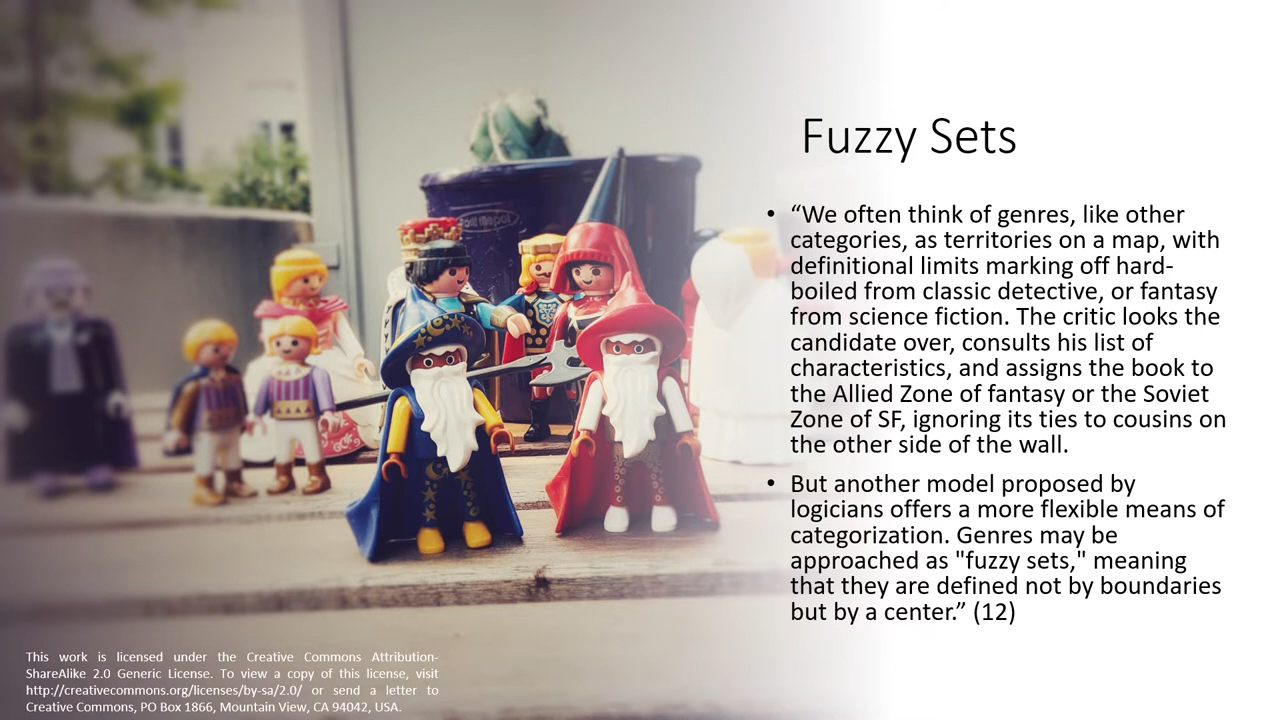 Fuzzy Sets
• “We often think of genres, like other
categories, as territories on a map, with
definitional limits marking off hard-
boiled from classic detective, or fantasy
from science fiction. The critic looks the
candidate over, consults his list of
characteristics, and assigns the book to
the Allied Zone of fantasy or the Soviet
Zone of SF, ignoring its ties to cousins on
the other side of the wall.
• But another model proposed by
logicians offers a more flexible means of
categorization. Genres may be
approached as "fuzzy sets," meaning
that they are defined not by boundaries
but by a center.” (12)
This work is licensed under the Creative Commons Attribution-
ShareAlike 2.0 Generic License. To view a copy of this license, visit
http://creativecommons.org/licenses/by-sa/2.0/ or send a letter to
Creative Commons, PO Box 1866, Mountain View, CA 94042, USA.